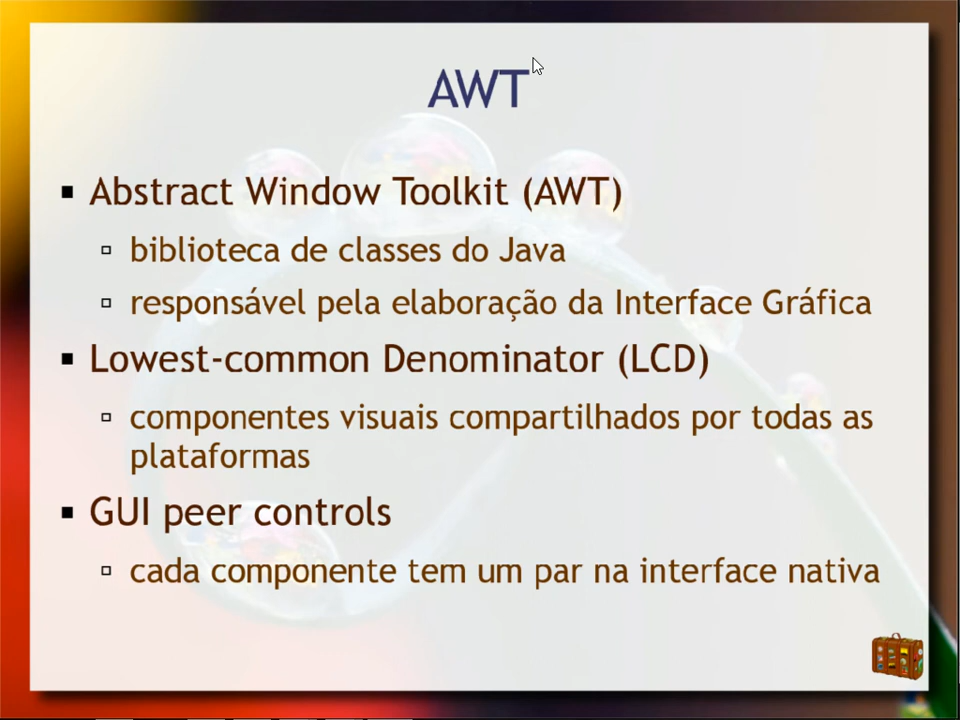 AWT
Abstract Window Toolkit (AWT)
biblioteca de classes do Java
responsável pela elaboração da Interface Gráfica
Lowest-common Denominator (LCD)
componentes visuais compartilhados por todas as
plataformas
GUI peer controls
cada componente tem um par na interface nativa